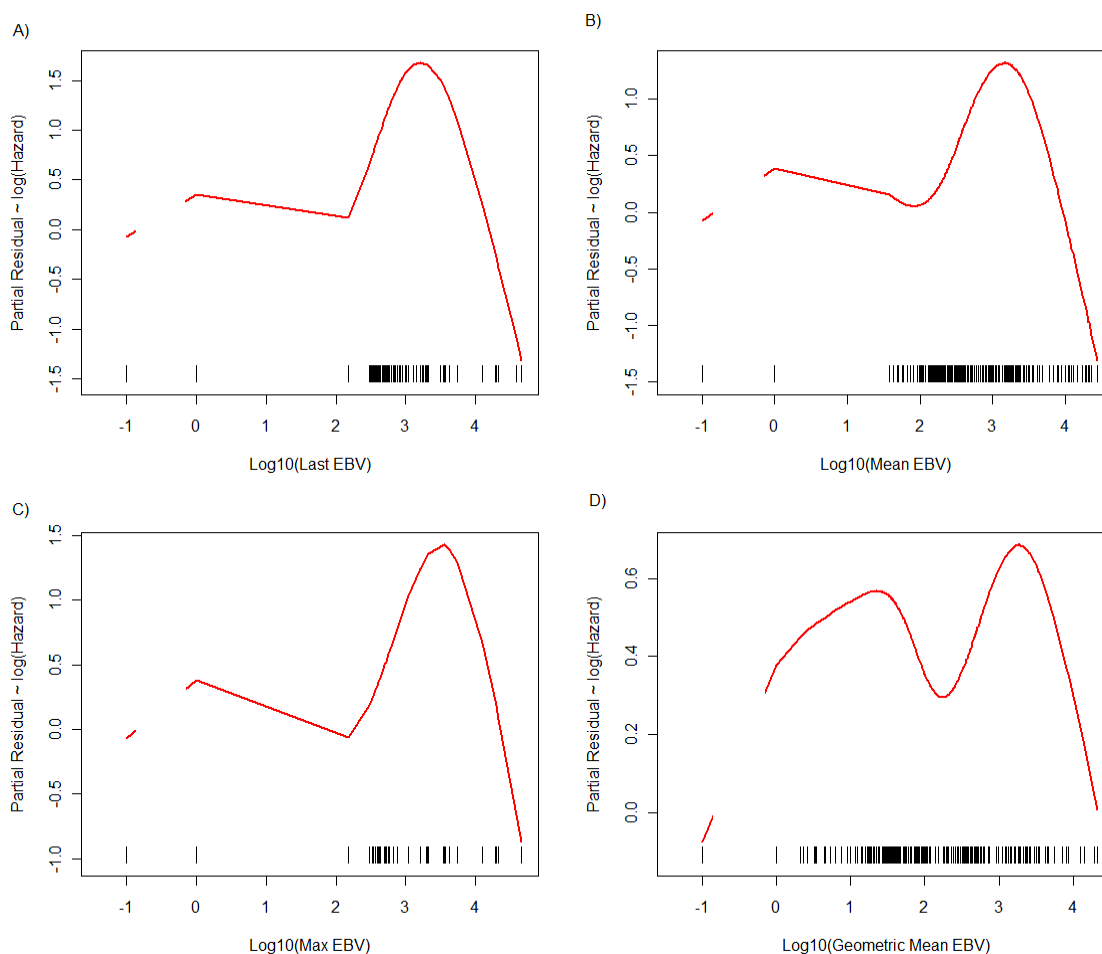 A)
Partial Residual ~ log(Hazard)
1.5
1.0
0.5
0.0
-0.5
-1.0
-1.5
-1 0 1 2 3 4
Log10(Last EBV)
B)
Partial Residual ~ log(Hazard)
1.0
0.5
0.0
-0.5
-1.0
-1.5
-1 0 1 2 3 4
Log10(Mean EBV)
C)
Partial Residual ~ log(Hazard)
1.5
1.0
0.5
0.0
-0.5
-1.0
-1 0 1 2 3 4
Log10(Max EBV)
D)
Partial Residual ~ log(Hazard)
0.6
0.4
0.2
0.0
-1 0 1 2 3 4
Log10(Geometric Mean EBV)